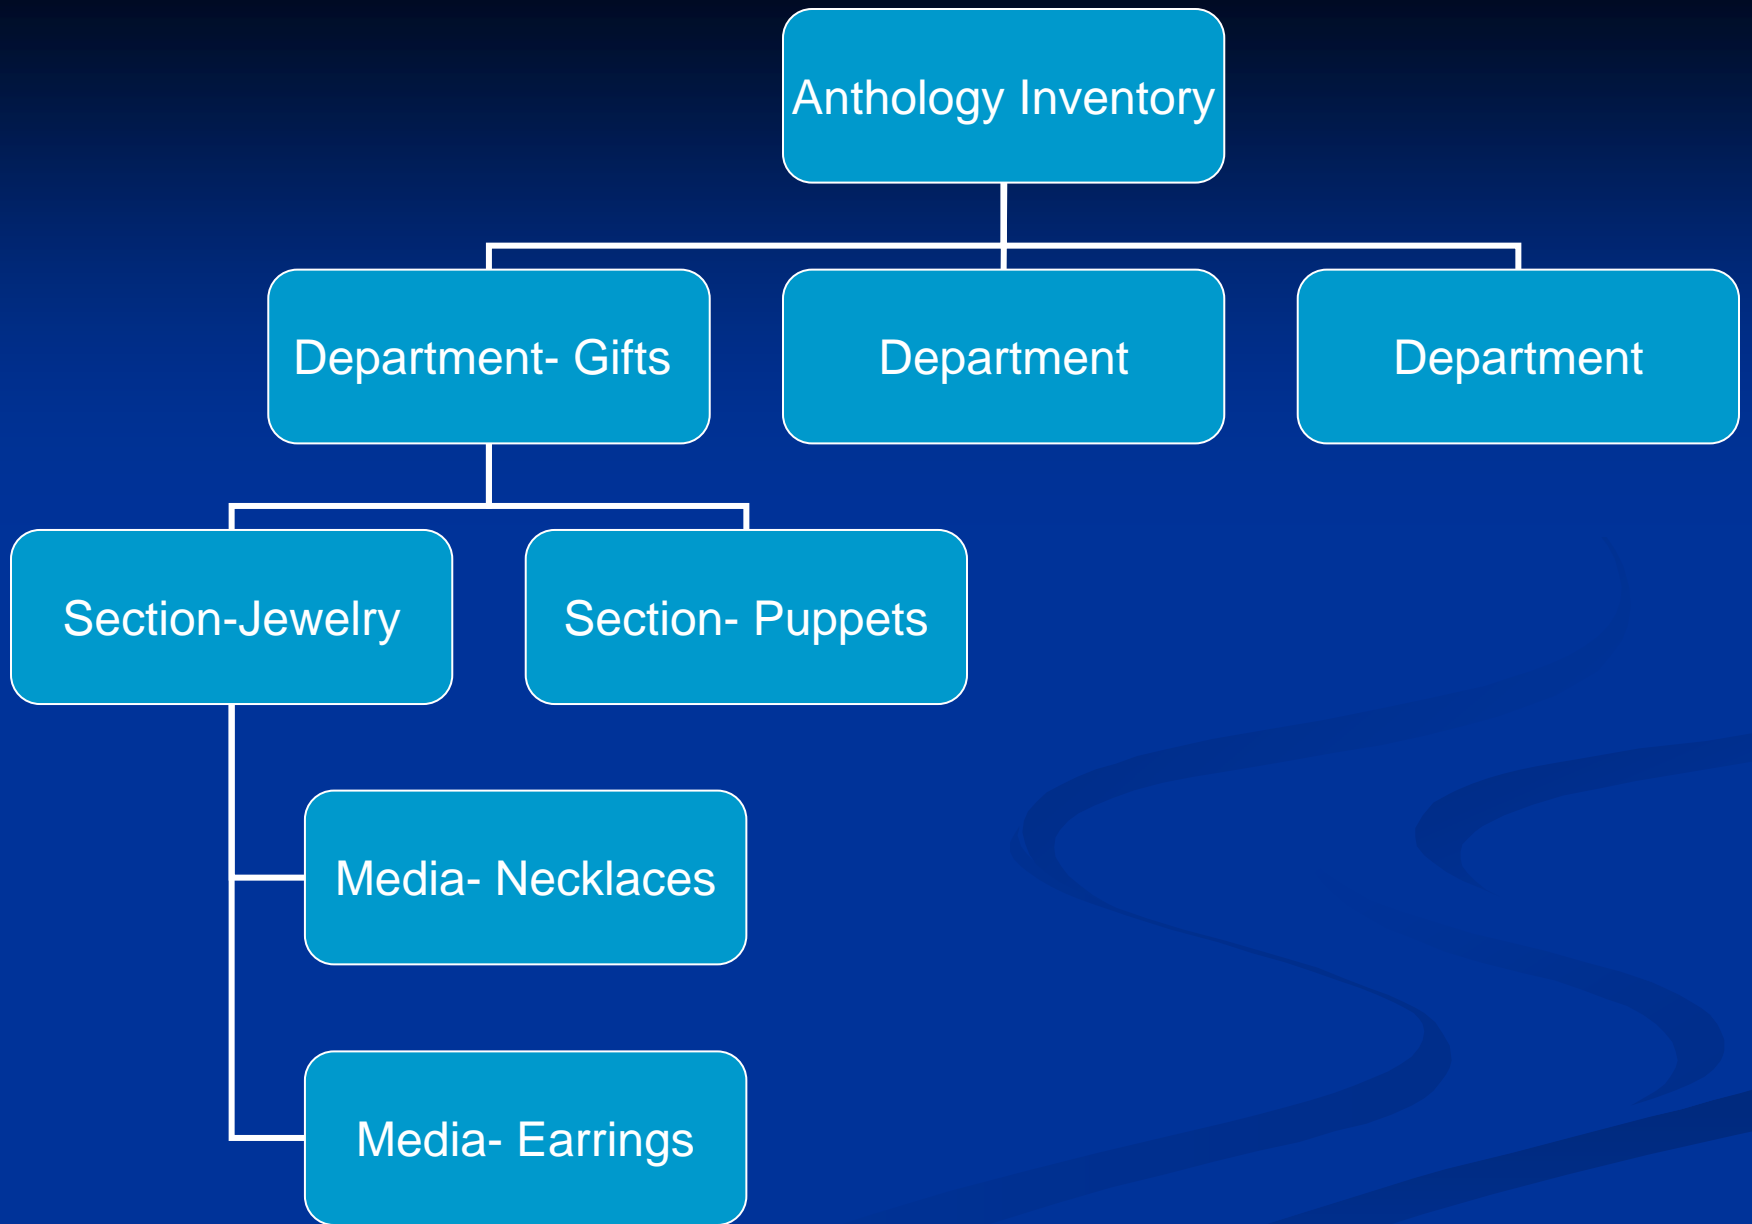 Anthology Inventory
Department- Gifts
Department
Department
Section-Jewelry
Section- Puppets
Media- Necklaces
Media- Earrings